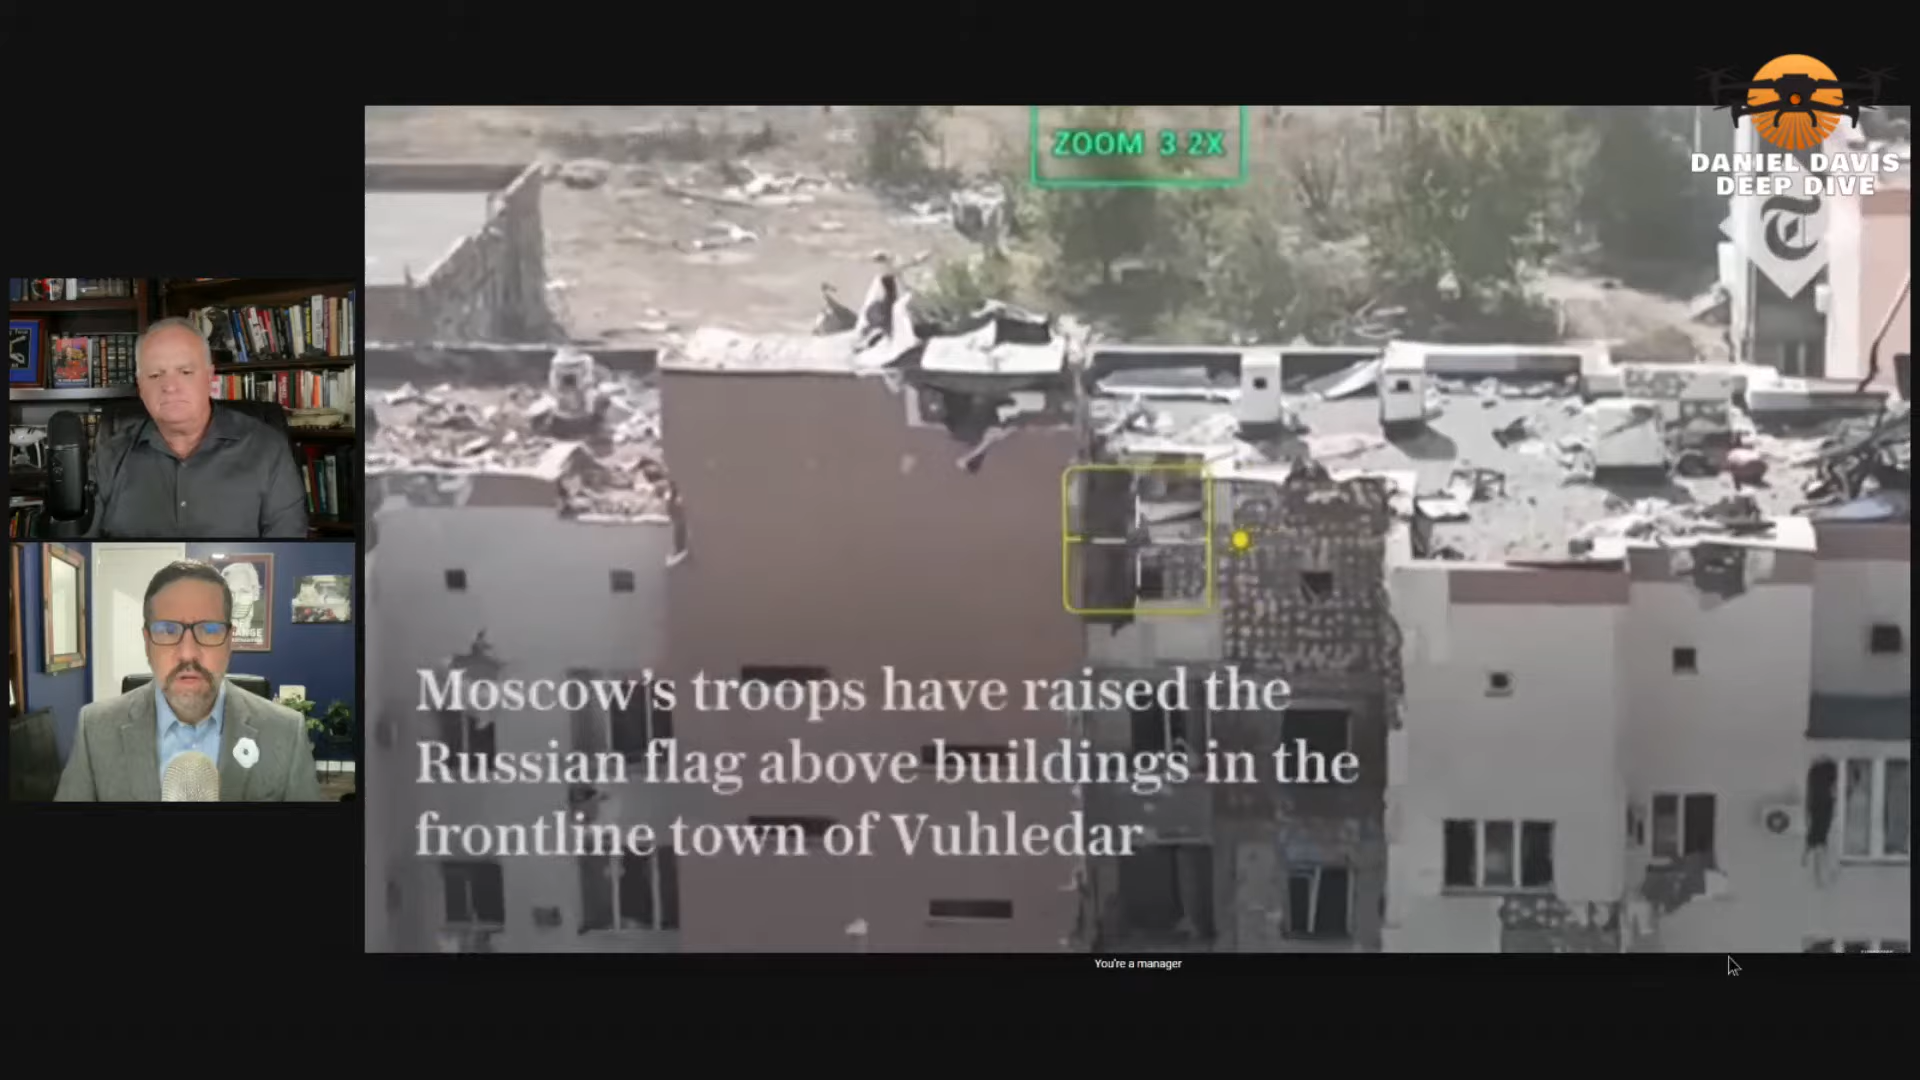 ZOOM 3 2X
DANIEL DAVIS
DEEP DIVE
T
Moscow's troops have raised the
Russian flag above buildings in the
frontline town of Vuhledar
You're a manager